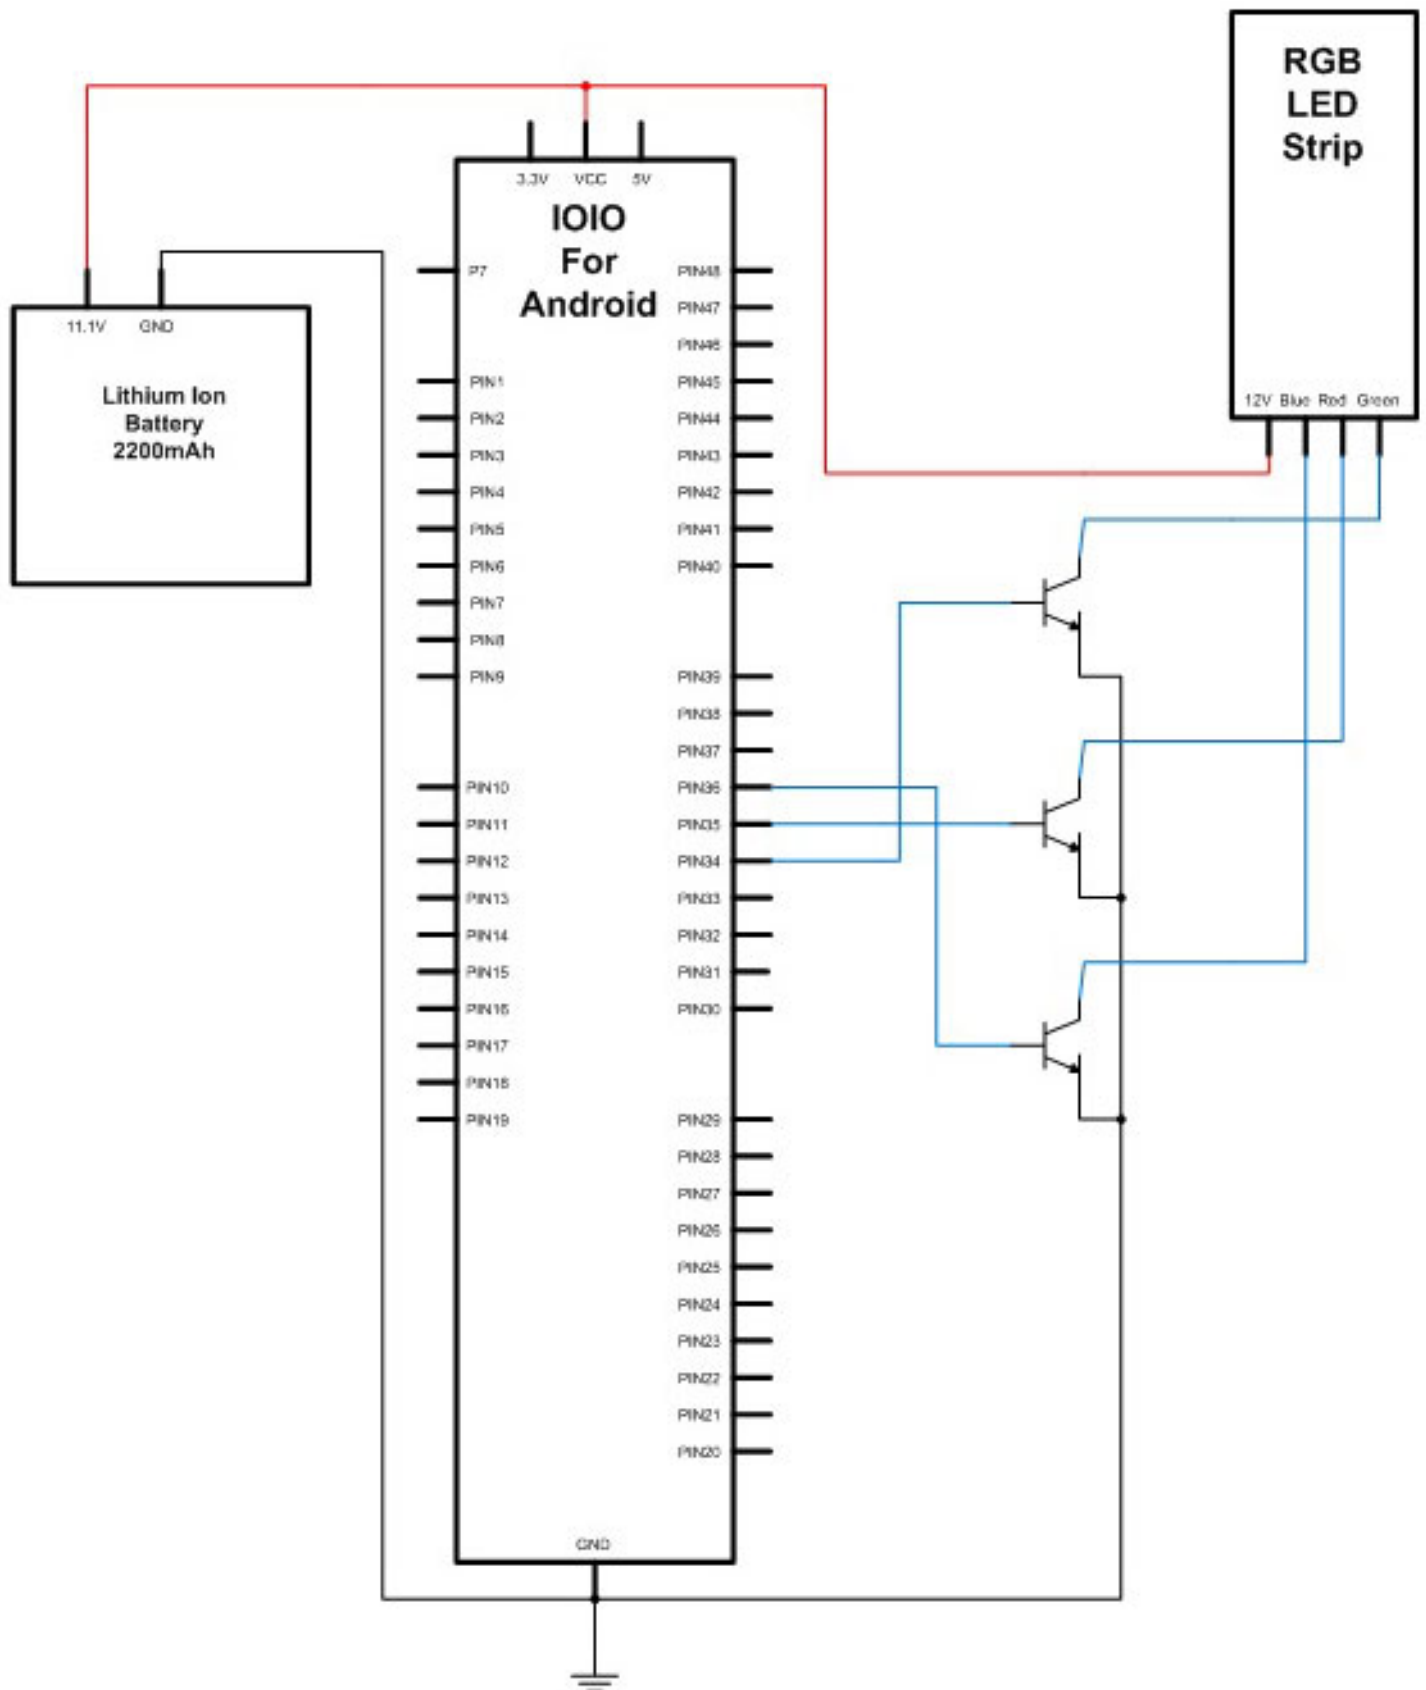 RGB
LED
Strip
3.3V VCC 5V
IOIO
For
Android
P7
PIN48
PIN47
PIN46
11.1V GND
Lithium Ion
Battery
2200mAh
12V Blue Red Green
PIN1
PIN2
PIN3
PIN4
PIN5
PIN6
PIN7
PIN8
PIN9
PIN10
PIN11
PIN12
PIN13
PIN14
PIN15
PIN16
PIN17
PIN18
PIN19
PIN45
PIN44
PIN43
PIN42
PIN41
PIN40
PIN39
PIN38
PIN37
PIN36
PIN35
PIN34
PIN33
PIN32
PIN31
PIN30
PIN29
PIN28
PIN27
PIN26
PIN25
PIN24
PIN23
PIN22
PIN21
PIN20
GND